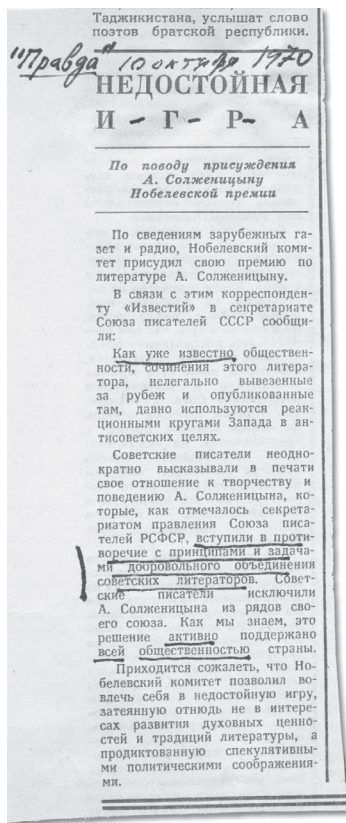 Таджикистана, услышат слово
поэтов братской республики.
"Правда" 10 октября 1970
НЕДОСТОЙНАЯ
И - Г - Р - А
По поводу присуждения
А. Солженицыну
Нобелевской премии
По сведениям зарубежных га-
зет и радио, Нобелевский коми-
тет присудил свою премию по
литературе А. Солженицыну.
В связи с этим корреспонден-
ту «Известий» в секретариате
Союза писателей СССР сообщи-
ли:
Как уже известно общественн-
ности, сочинения этого литера-
тора, нелегально вывезенные
за рубеж и опубликованные
там, давно используются реак-
ционными кругами Запада в ан-
тисоветских целях.
Советские писатели неодно-
кратно высказывали в печати
свое отношение к творчеству и
поведению А. Солженицына, ко-
торые, как отмечалось секрета-
риатом правления Союза писа-
телей РСФСР, вступили в проти-
воречие с принципами и задача-
ми добровольного объединения
советских литераторов. Совет-
ские писатели исключили
А. Солженицына из рядов сво-
его союза. Как мы знаем, это
решение активно поддержано
всей общественностью страны.
Приходится сожалеть, что Но-
белевский комитет позволил во-
влечь себя в недостойную игру,
затеянную отнюдь не в интере-
сах развития духовных ценно-
стей и традиций литературы, а
продиктованную спекулятивны-
ми политическими соображения-
ми.